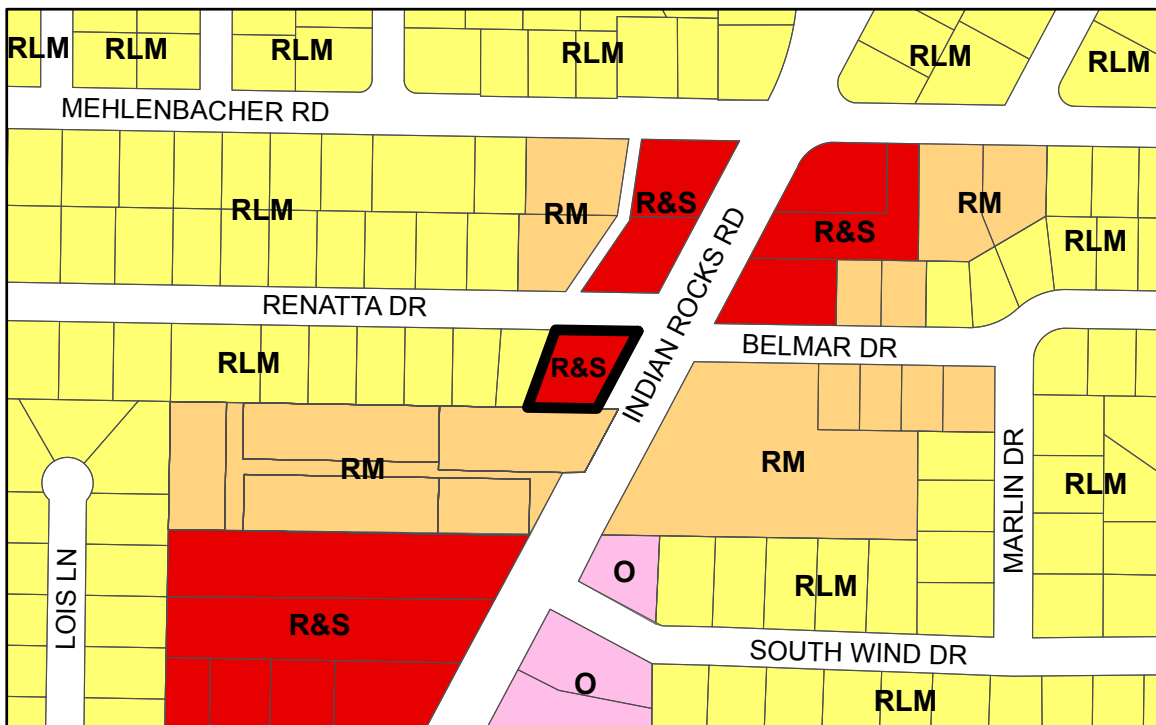 RLM
RLM
RLM
RLM
RLM
RLM
MEHLENBACHER RD
RLM
RM
R&S
R&S
RM
RLM
INDIAN ROCKS RD
RENATTA DR
BELMAR DR
RLM
R&S
RM
RM
RLM
MARLIN DR
LOIS LN
O
RLM
R&S
SOUTH WIND DR
O
RLM